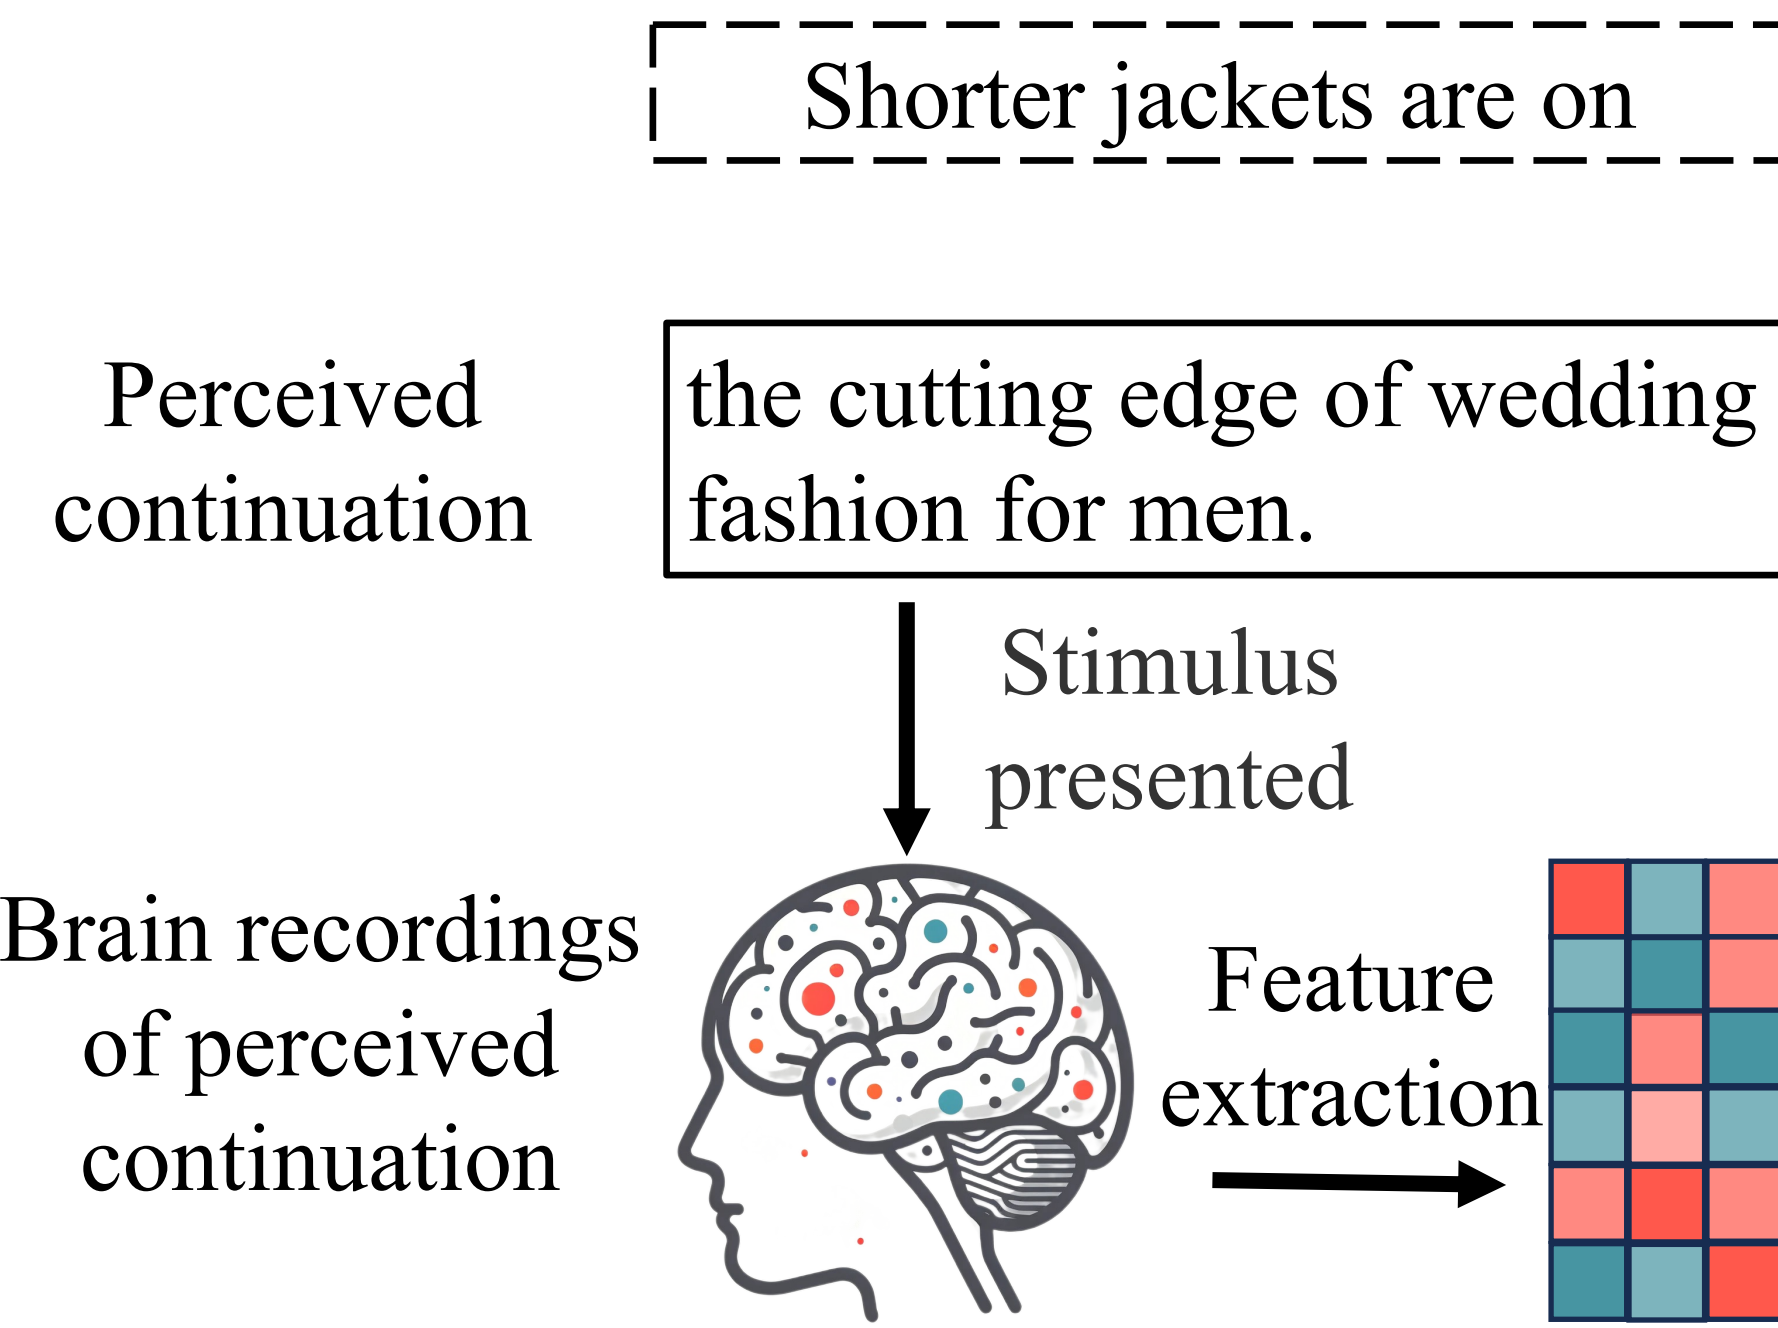 Shorter jackets are on
Perceived
continuation
the cutting edge of wedding
fashion for men.
Stimulus
presented
Brain recordings
of perceived
continuation
Feature
extraction